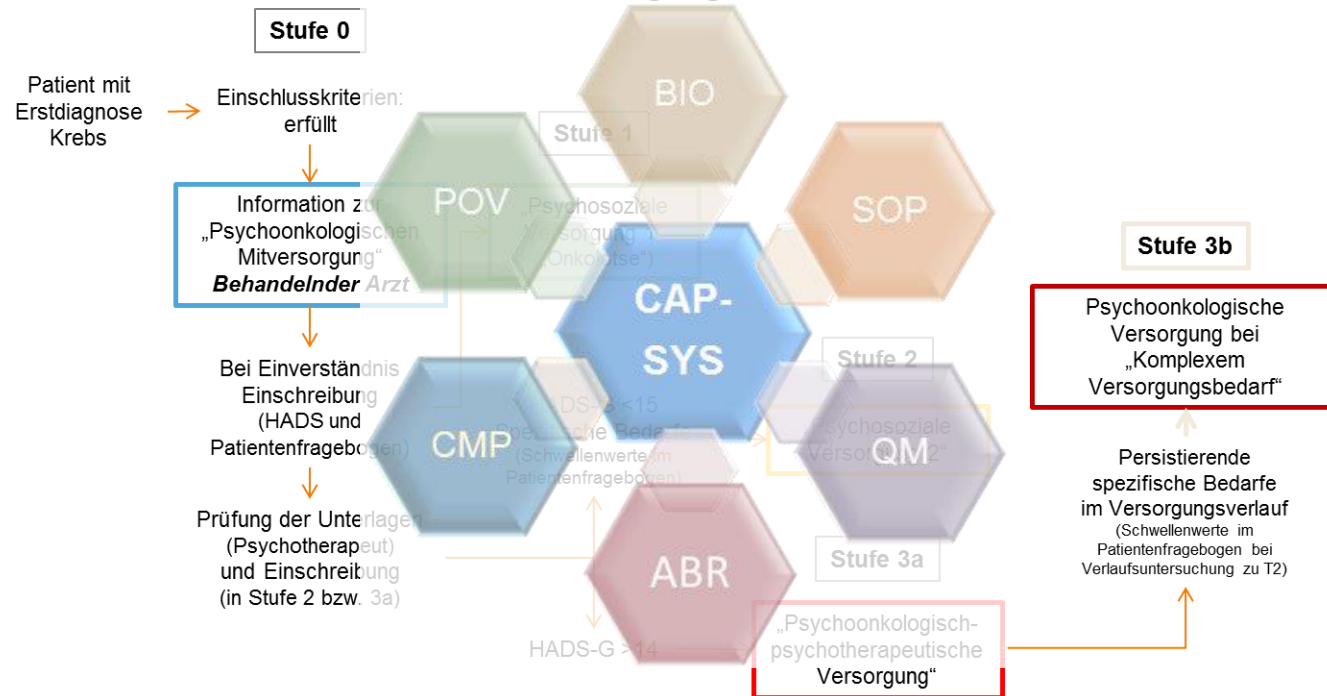 Stufe 0
Patient mit
Erstdiagnose
Krebs
Einschlusskriterien:
erfüllt
Information zur
„Psychoonkologischen
Mitversorgung“
Behandelnder Arzt
Bei Einverständnis
Einschreibung
(HADS und
Patientenfragebogen)
Prüfung der Unterlagen
(Psychotherapeut)
und Einschreibung
(in Stufe 2 bzw. 3a)
Stufe 1
„Psychosoziale
Versorgung
„Onkolotse“)
HADS-G <15
Spezifische Bedarfe
(Schwellenwerte im
Patientenfragebogen)
HADS-G >14
BIO
POV
SOP
CAP-
SYS
CMP
QM
ABR
Stufe 2
Psychosoziale
Versorgung 2“
Stufe 3a
„Psychoonkologisch-
psychotherapeutische
Versorgung“
Stufe 3b
Psychoonkologische
Versorgung bei
„Komplexem
Versorgungsbedarf“
Persistierende
spezifische Bedarfe
im Versorgungsverlauf
(Schwellenwerte im
Patientenfragebogen bei
Verlaufsuntersuchung zu T2)